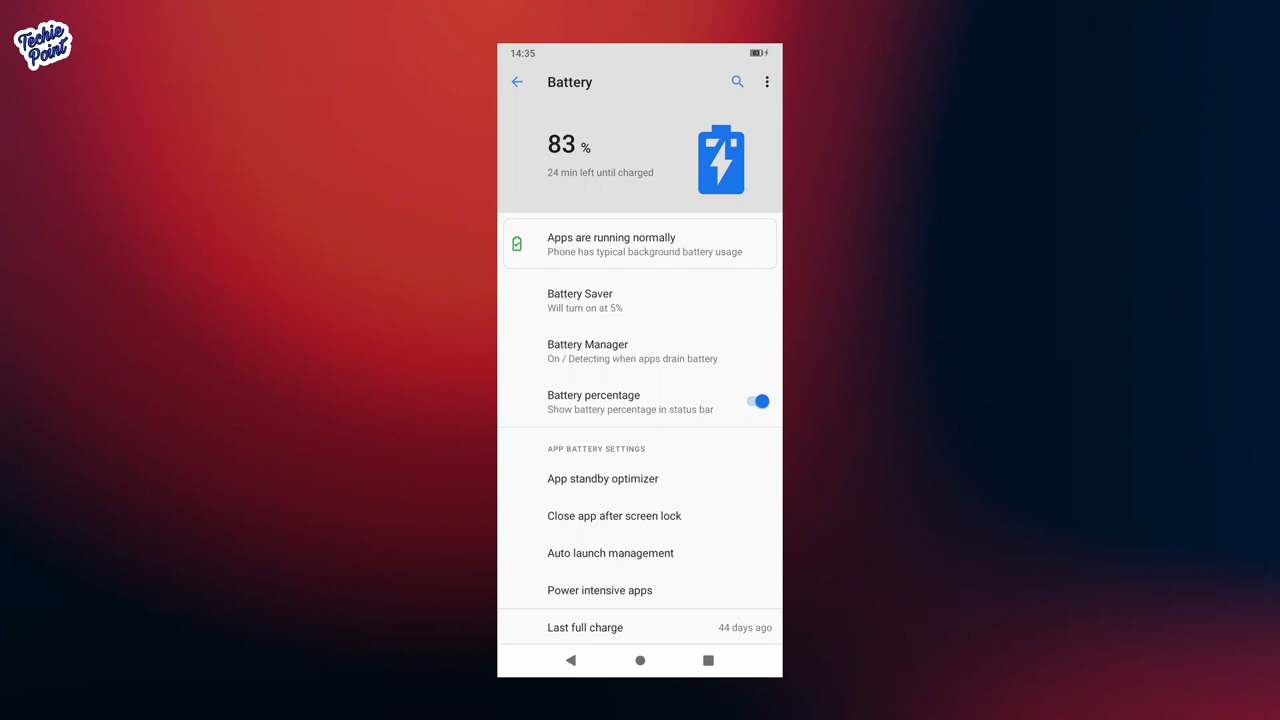 Techie
Point
14:35
83
Battery
83 %
24 min left until charged
Apps are running normally
Phone has typical background battery usage
Battery Saver
Will turn on at 5%
Battery Manager
On / Detecting when apps drain battery
Battery percentage
Show battery percentage in status bar
APP BATTERY SETTINGS
App standby optimizer
Close app after screen lock
Auto launch management
Power intensive apps
Last full charge 44 days ago